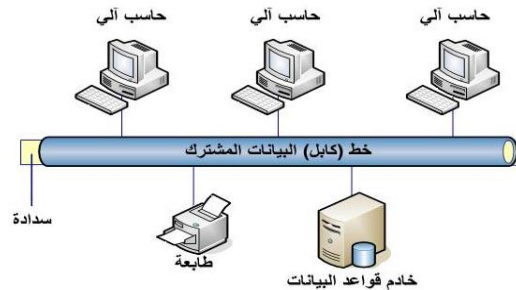 حاسب آلي حاسب آلي حاسب آلي
خط (كابل) البيانات المشترك
سدادة
طابعة
خادم قواعد البيانات